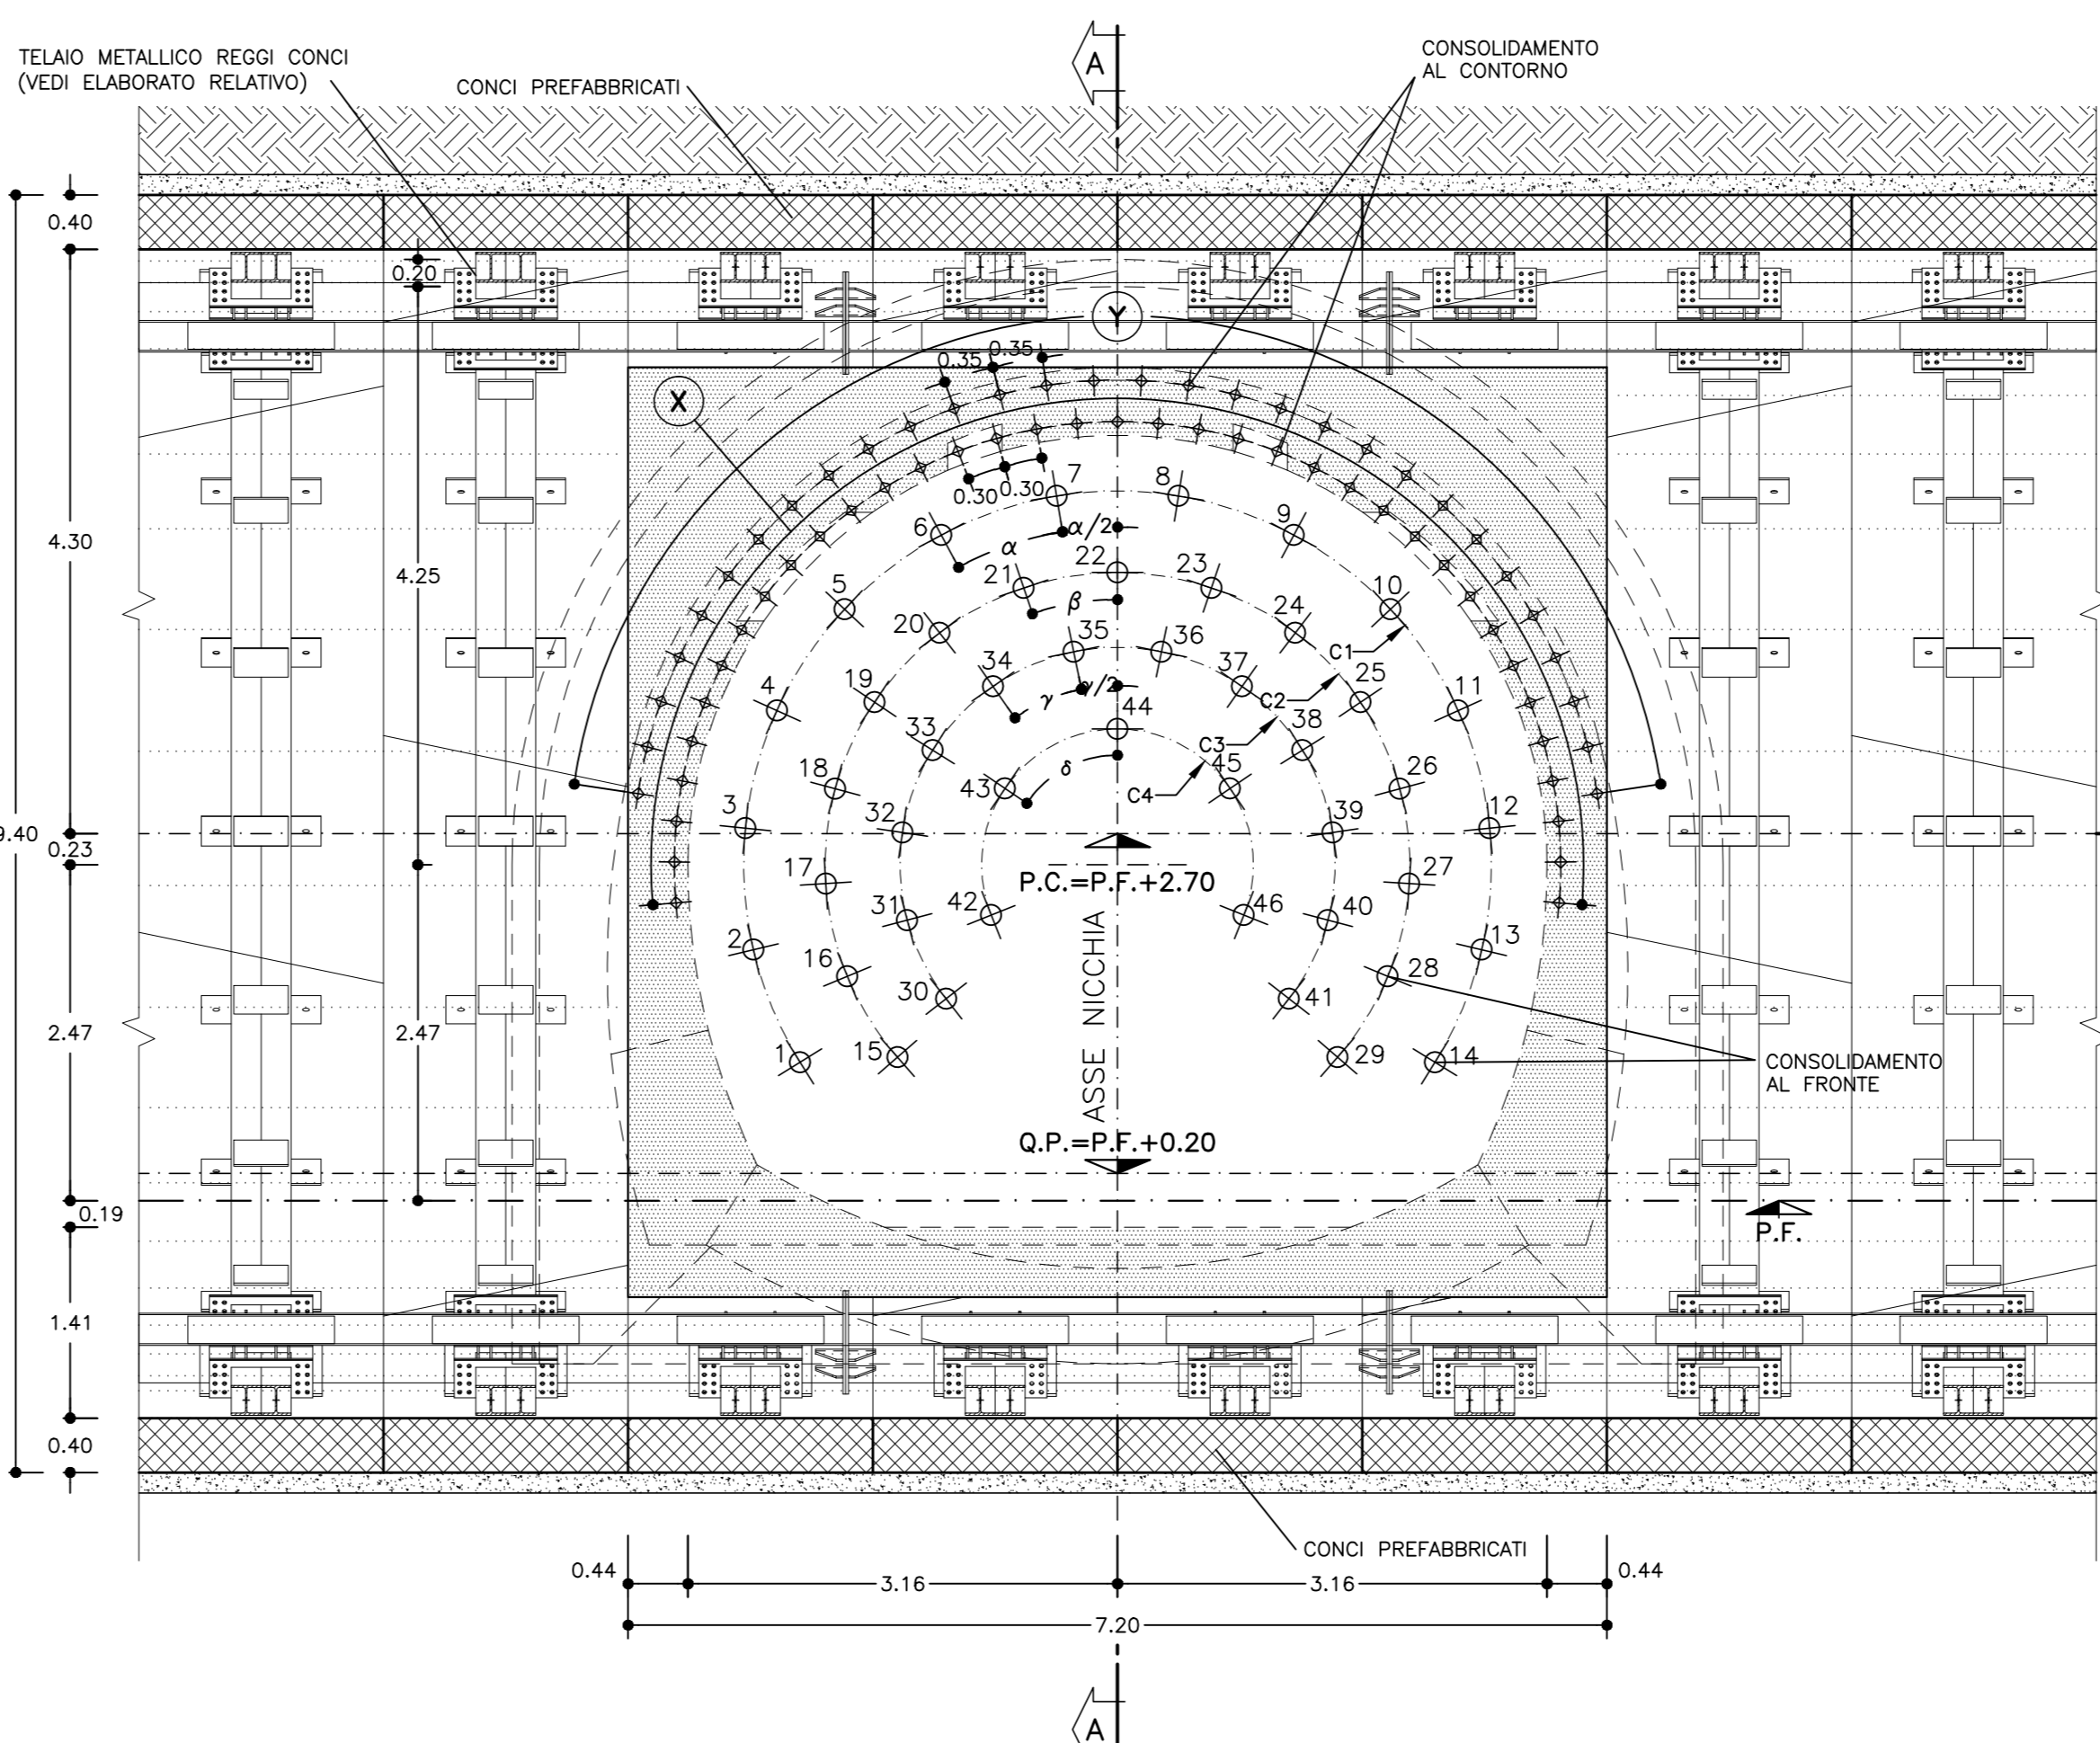 A
TELAIO METALLICO REGGI CONCI
(VEDI ELABORATO RELATIVO)
CONCI PREFABBRICATI
CONSOLIDAMENTO
AL CONTORNO
0.40
0.20
Y
X
0.35
0.35
0.30
0.30
7
8
6
9
α
α/2
4.30
4.25
22
21
23
5
10
β
20
24
35
36
C1
34
37
4
19
25
11
γ
γ/2
C2
44
33
38
C3
18
43
δ
45
26
C4
3
32
39
12
9.40
0.23
P.C.=P.F.+2.70
17
27
31
42
46
40
2
13
16
28
30
41
ASSE NICCHIA
2.47
2.47
1
15
29
14
CONSOLIDAMENTO
AL FRONTE
Q.P.=P.F.+0.20
0.19
P.F.
1.41
0.40
CONCI PREFABBRICATI
0.44
3.16
3.16
0.44
7.20
A